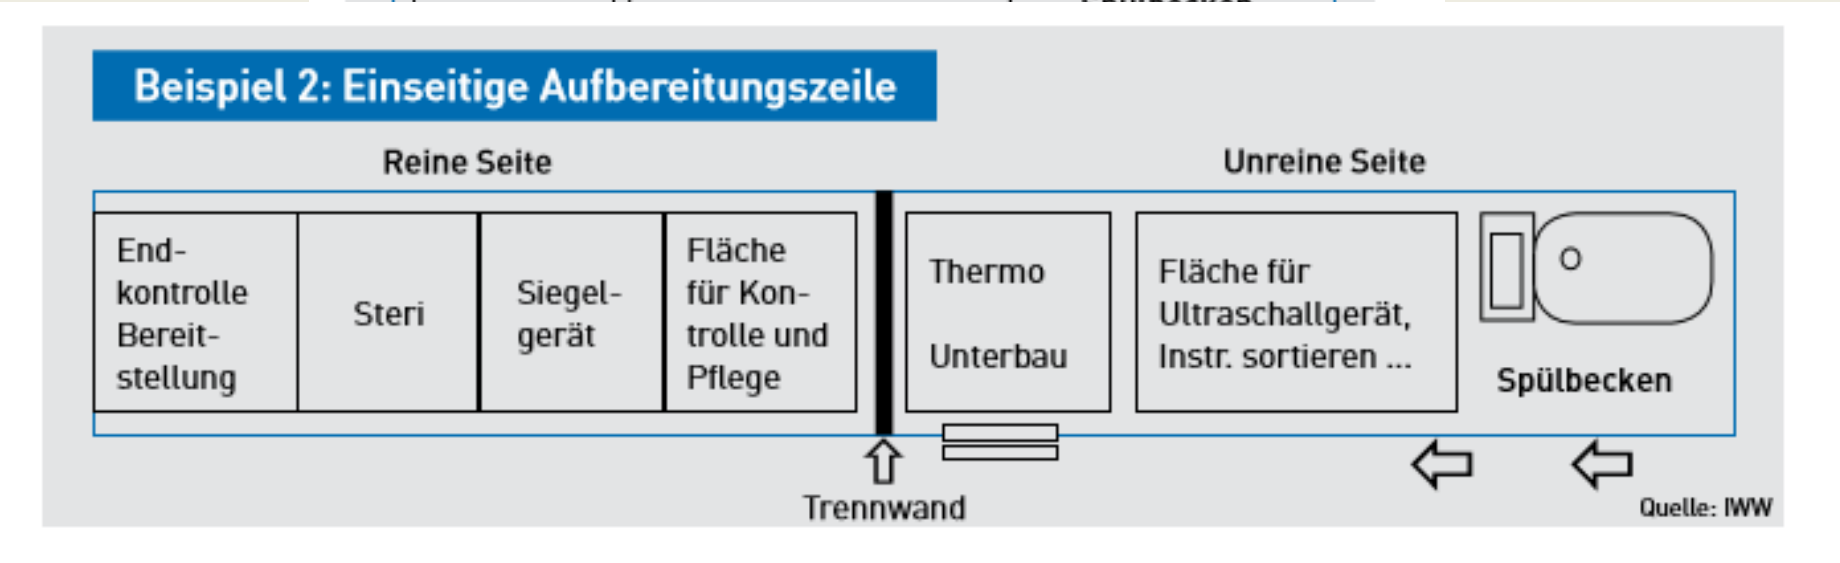 Beispiel 2: Einseitige Aufbereitungszeile
Reine Seite
Unreine Seite
End-
kontrolle
Bereit-
stellung
Steri
Siegel-
gerät
Fläche
für Kon-
trolle und
Pflege
Thermo
Unterbau
Fläche für
Ultraschallgerät,
Instr. sortieren ...
Spülbecken
Trennwand
Quelle: IWW